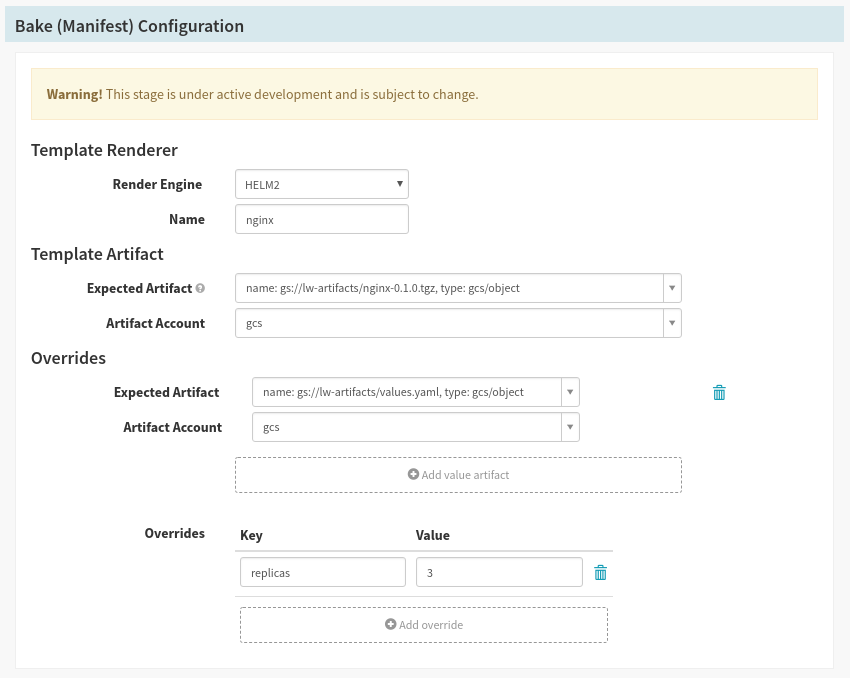 Bake (Manifest) Configuration
Warning! This stage is under active development and is subject to change.
Template Renderer
Render Engine HELM2
Name nginx
Template Artifact
Expected Artifact name: gs://lw-artifacts/nginx-0.1.0.tgz, type: gcs/object
Artifact Account gcs
Overrides
Expected Artifact name: gs://lw-artifacts/values.yaml, type: gcs/object
Artifact Account gcs
Add value artifact
Overrides Key Value
replicas 3
Add override